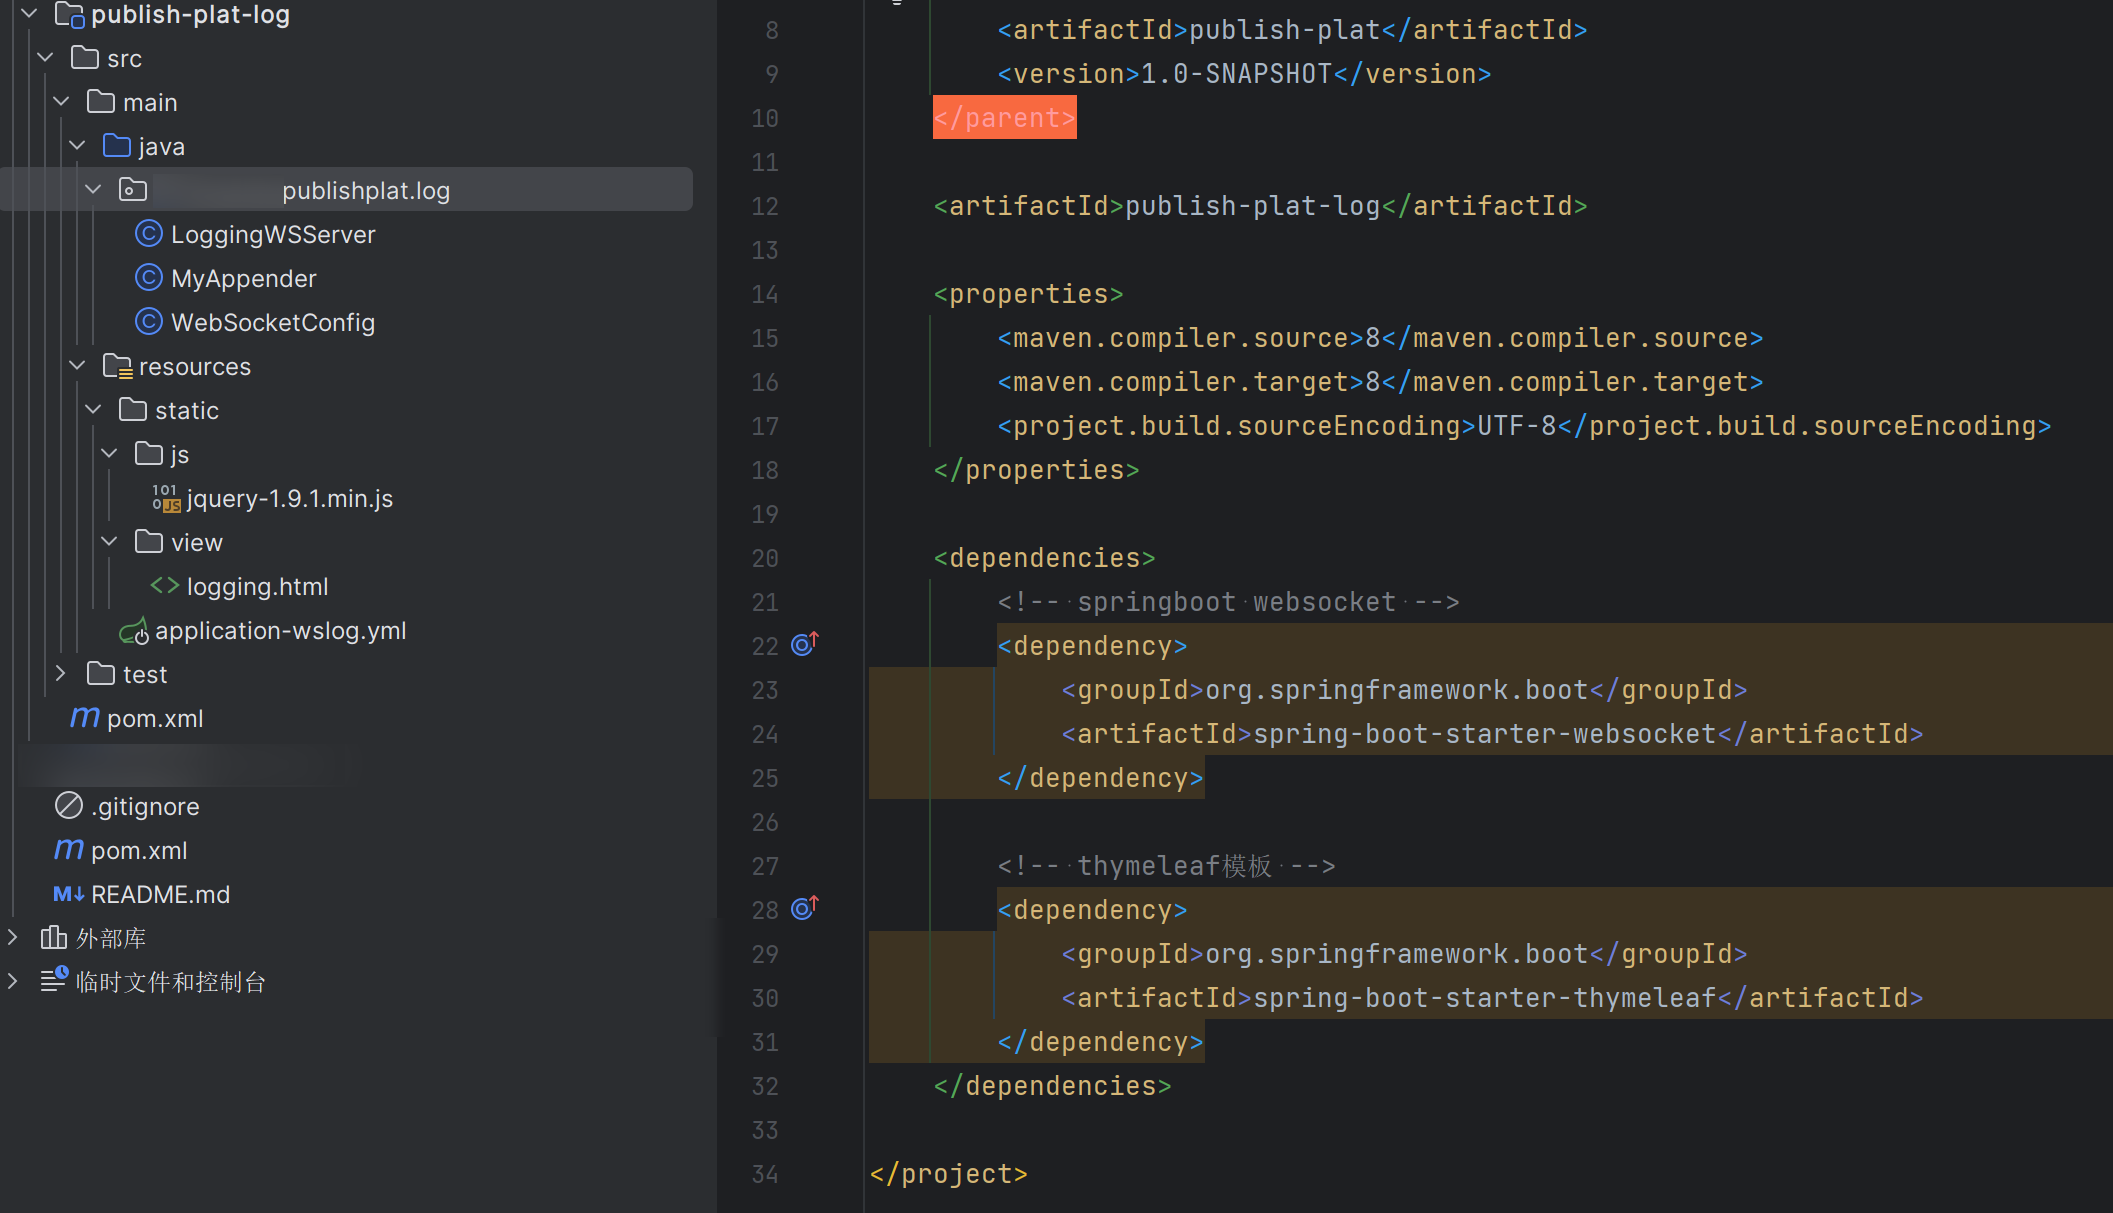 publish-plat-log
src
main
java
publishplat.log
LoggingWSServer
MyAppender
WebSocketConfig
resources
static
js
jquery-1.9.1.min.js
view
logging.html
application-wslog.yml
test
pom.xml
.gitignore
pom.xml
README.md
外部库
临时文件和控制台
8 <artifactId>publish-plat</artifactId>
9 <version>1.0-SNAPSHOT</version>
10 </parent>
11
12 <artifactId>publish-plat-log</artifactId>
13
14 <properties>
15 <maven.compiler.source>8</maven.compiler.source>
16 <maven.compiler.target>8</maven.compiler.target>
17 <project.build.sourceEncoding>UTF-8</project.build.sourceEncoding>
18 </properties>
19
20 <dependencies>
21 <!-- springboot websocket -->
22 <dependency>
23 <groupId>org.springframework.boot</groupId>
24 <artifactId>spring-boot-starter-websocket</artifactId>
25 </dependency>
26
27 <!-- thymeleaf模板 -->
28 <dependency>
29 <groupId>org.springframework.boot</groupId>
30 <artifactId>spring-boot-starter-thymeleaf</artifactId>
31 </dependency>
32 </dependencies>
33
34 </project>